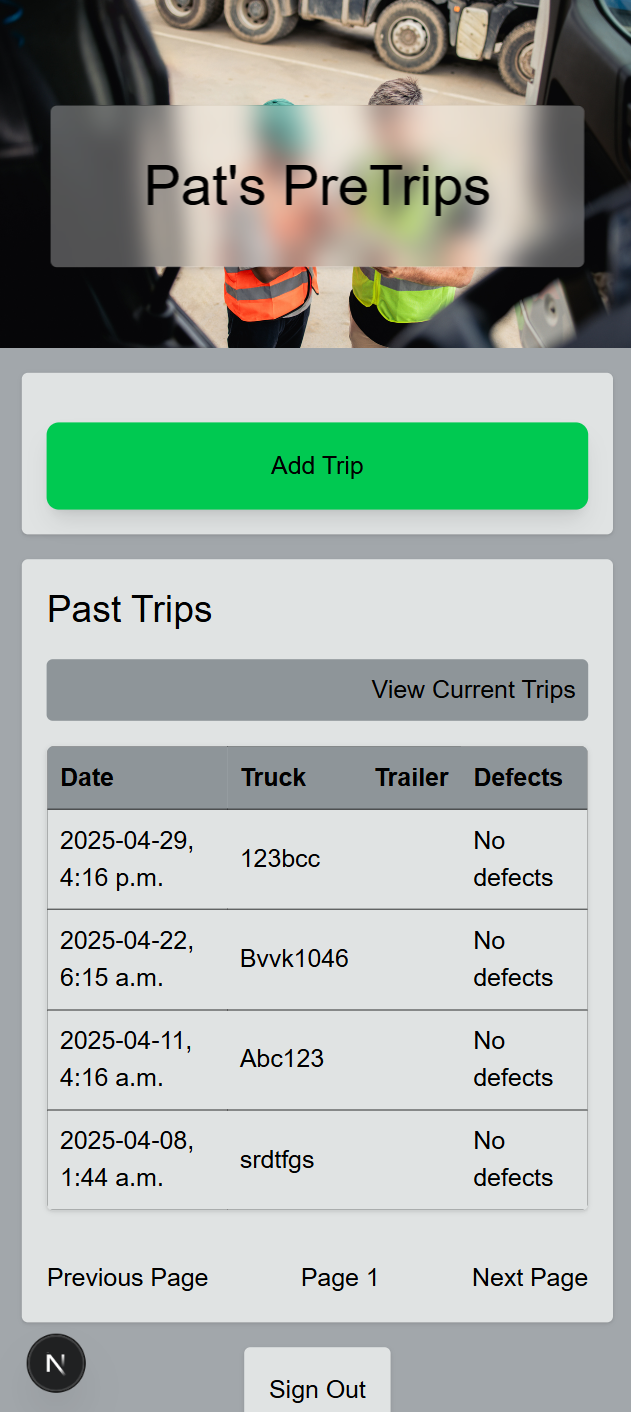 Pat's PreTrips
Add Trip
Past Trips
View Current Trips
Date Truck Trailer Defects
2025-04-29, 4:16 p.m. 123bcc No defects
2025-04-22, 6:15 a.m. Bvvk1046 No defects
2025-04-11, 4:16 a.m. Abc123 No defects
2025-04-08, 1:44 a.m. srdtfgs No defects
Previous Page Page 1 Next Page
N
Sign Out